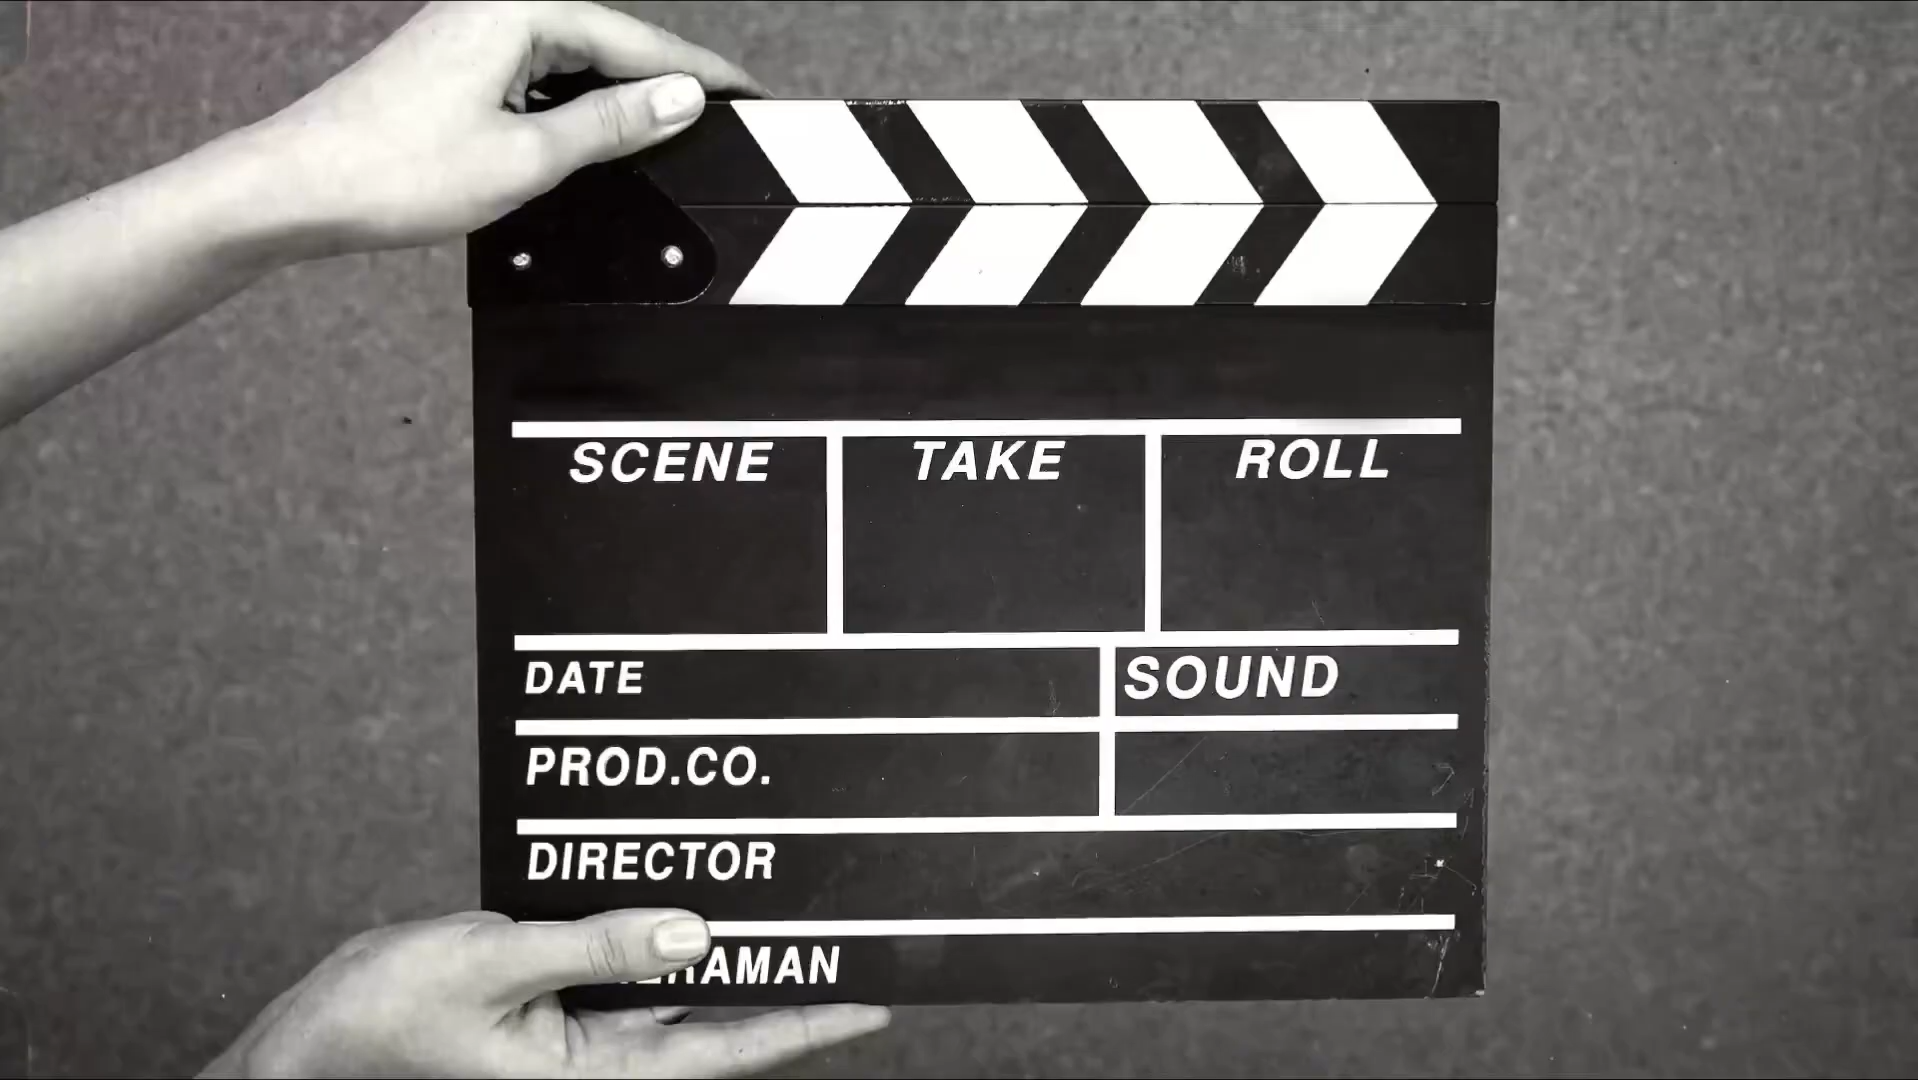 SCENE TAKE ROLL
DATE SOUND
PROD.CO.
DIRECTOR